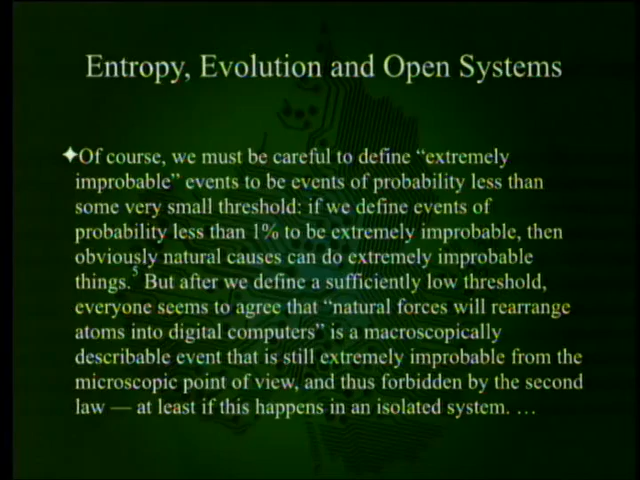 Entropy, Evolution and Open Systems
✦Of course, we must be careful to define “extremely
improbable” events to be events of probability less than
some very small threshold: if we define events of
probability less than 1% to be extremely improbable, then
obviously natural causes can do extremely improbable
things.5 But after we define a sufficiently low threshold,
everyone seems to agree that “natural forces will rearrange
atoms into digital computers” is a macroscopically
describable event that is still extremely improbable from the
microscopic point of view, and thus forbidden by the second
law — at least if this happens in an isolated system. …